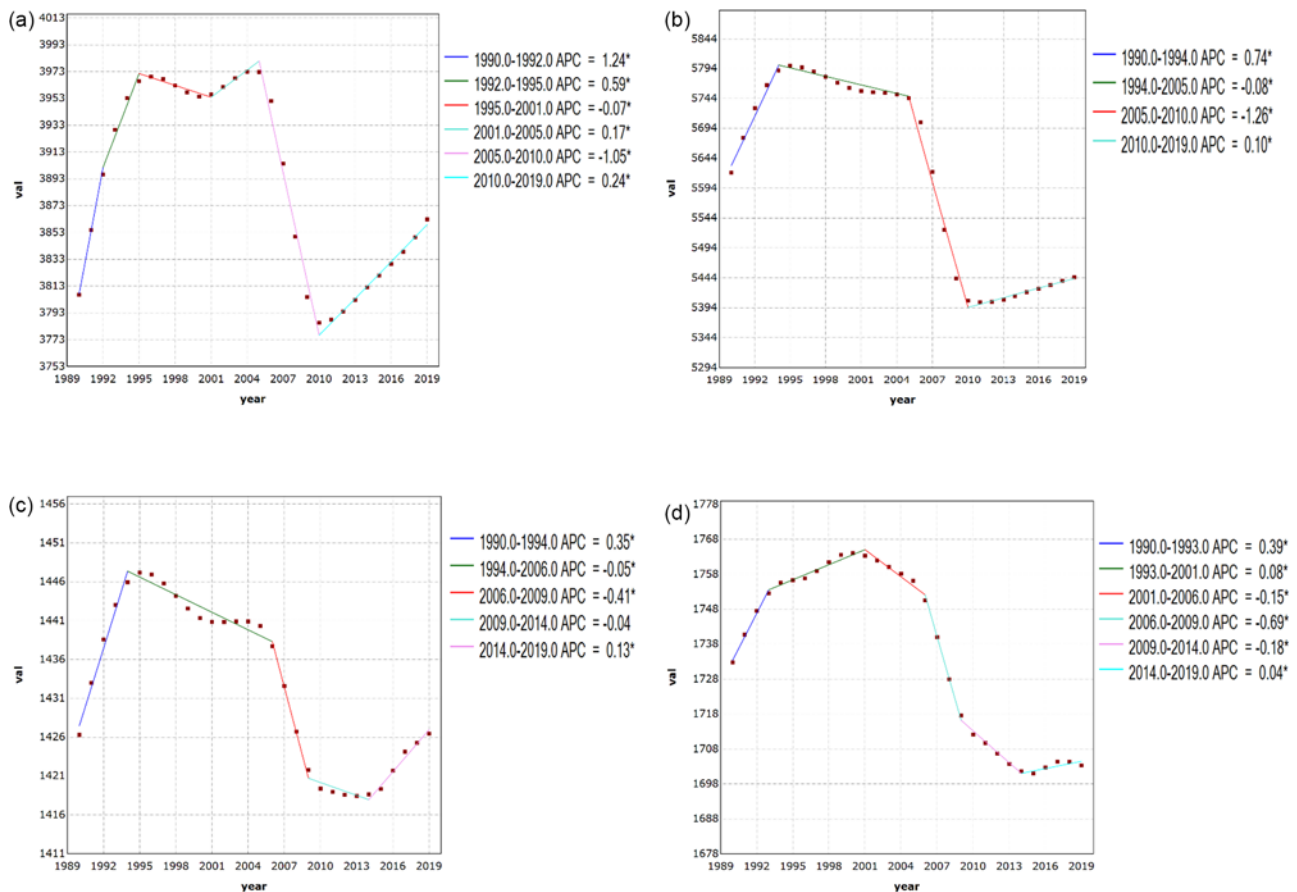 (a)
4013
3993
3973
3953
3933
3913
3893
3873
3853
3833
3813
3793
3773
3753
val
1989 1992 1995 1998 2001 2004 2007 2010 2013 2016 2019
year
1990.0-1992.0 APC = 1.24*
1992.0-1995.0 APC = 0.59*
1995.0-2001.0 APC = -0.07*
2001.0-2005.0 APC = 0.17*
2005.0-2010.0 APC = -1.05*
2010.0-2019.0 APC = 0.24*
(b)
5844
5794
5744
5694
5644
5594
5544
5494
5444
5394
5344
5294
val
1989 1992 1995 1998 2001 2004 2007 2010 2013 2016 2019
year
1990.0-1994.0 APC = 0.74*
1994.0-2005.0 APC = -0.08*
2005.0-2010.0 APC = -1.26*
2010.0-2019.0 APC = 0.10*
(c)
1456
1451
1446
1441
1436
1431
1426
1421
1416
1411
val
1989 1992 1995 1998 2001 2004 2007 2010 2013 2016 2019
year
1990.0-1994.0 APC = 0.35*
1994.0-2006.0 APC = -0.05*
2006.0-2009.0 APC = -0.41*
2009.0-2014.0 APC = -0.04
2014.0-2019.0 APC = 0.13*
(d)
1778
1768
1758
1748
1738
1728
1718
1708
1698
1688
1678
val
1989 1992 1995 1998 2001 2004 2007 2010 2013 2016 2019
year
1990.0-1993.0 APC = 0.39*
1993.0-2001.0 APC = 0.08*
2001.0-2006.0 APC = -0.15*
2006.0-2009.0 APC = -0.69*
2009.0-2014.0 APC = -0.18*
2014.0-2019.0 APC = 0.04*